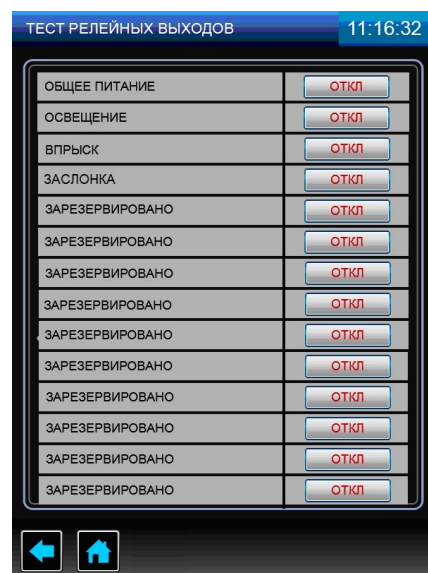 ТЕСТ РЕЛЕЙНЫХ ВЫХОДОВ 11:16:32
ОБЩЕЕ ПИТАНИЕ ОТКЛ
ОСВЕЩЕНИЕ ОТКЛ
ВПРЫСК ОТКЛ
ЗАСЛОНКА ОТКЛ
ЗАРЕЗЕРВИРОВАНО ОТКЛ
ЗАРЕЗЕРВИРОВАНО ОТКЛ
ЗАРЕЗЕРВИРОВАНО ОТКЛ
ЗАРЕЗЕРВИРОВАНО ОТКЛ
ЗАРЕЗЕРВИРОВАНО ОТКЛ
ЗАРЕЗЕРВИРОВАНО ОТКЛ
ЗАРЕЗЕРВИРОВАНО ОТКЛ
ЗАРЕЗЕРВИРОВАНО ОТКЛ
ЗАРЕЗЕРВИРОВАНО ОТКЛ
ЗАРЕЗЕРВИРОВАНО ОТКЛ